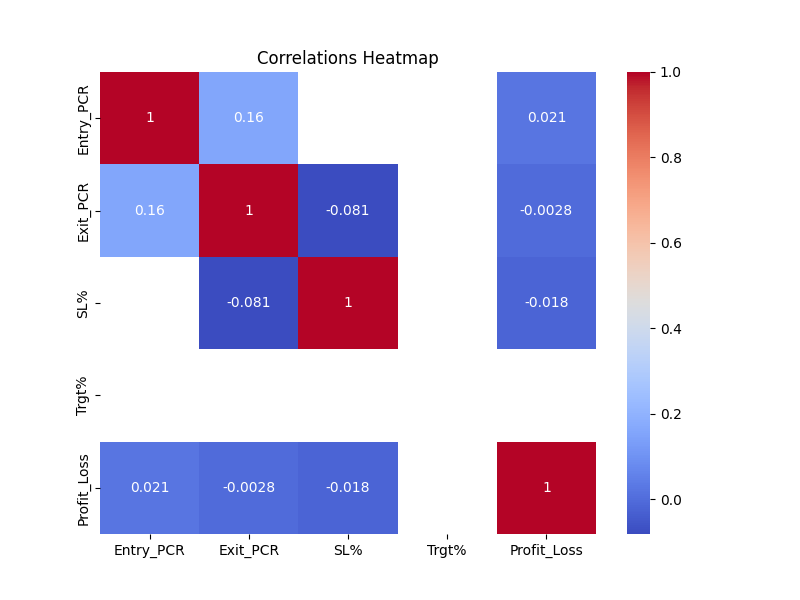 Correlations Heatmap
Entry_PCR
1
0.16
0.021
Exit_PCR
0.16
1
-0.081
-0.0028
SL%
-0.081
1
-0.018
Trgt%
Profit_Loss
0.021
-0.0028
-0.018
1
Entry_PCR
Exit_PCR
SL%
Trgt%
Profit_Loss
1.0
0.8
0.6
0.4
0.2
0.0